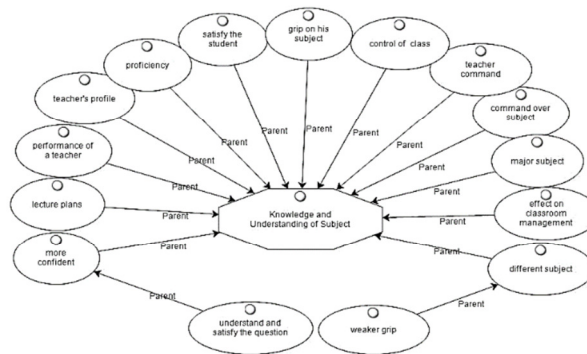 satisfy the
student
grip on his
subject
control of class
proficiency
teacher
command
teacher's profile
command over
subject
Parent
Parent
Parent
Parent
Parent
Parent
Parent
performance of
a teacher
major subject
Parent
Parent
lecture plans
Knowledge and
Understanding of Subject
effect on
classroom
management
Parent
Parent
more
confident
Parent
Parent
different subject
Parent
Parent
understand and
satisfy the question
weaker grip